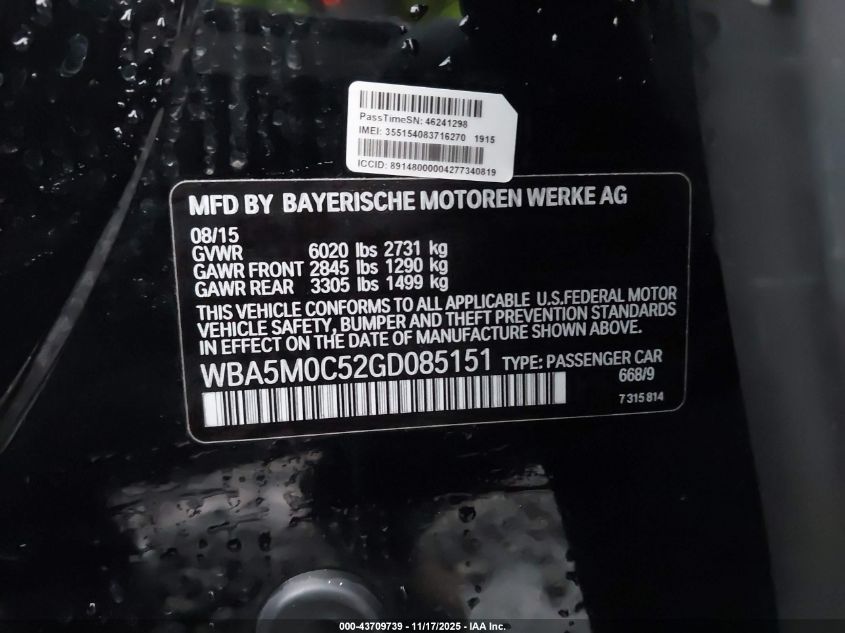 PassTimeSN: 46241298
IMEI: 355154083716270 1915
ICCID: 89148000004277340819
MFD BY BAYERISCHE MOTOREN WERKE AG
08/15
GVWR 6020 lbs 2731 kg
GAWR FRONT 2845 lbs 1290 kg
GAWR REAR 3305 lbs 1499 kg
THIS VEHICLE CONFORMS TO ALL APPLICABLE U.S.FEDERAL MOTOR
VEHICLE SAFETY, BUMPER AND THEFT PREVENTION STANDARDS
IN EFFECT ON THE DATE OF MANUFACTURE SHOWN ABOVE.
WBA5M0C52GD085151 TYPE: PASSENGER CAR
668/9
7 315 814
000-43709739 - 11/17/2025 - IAA Inc.